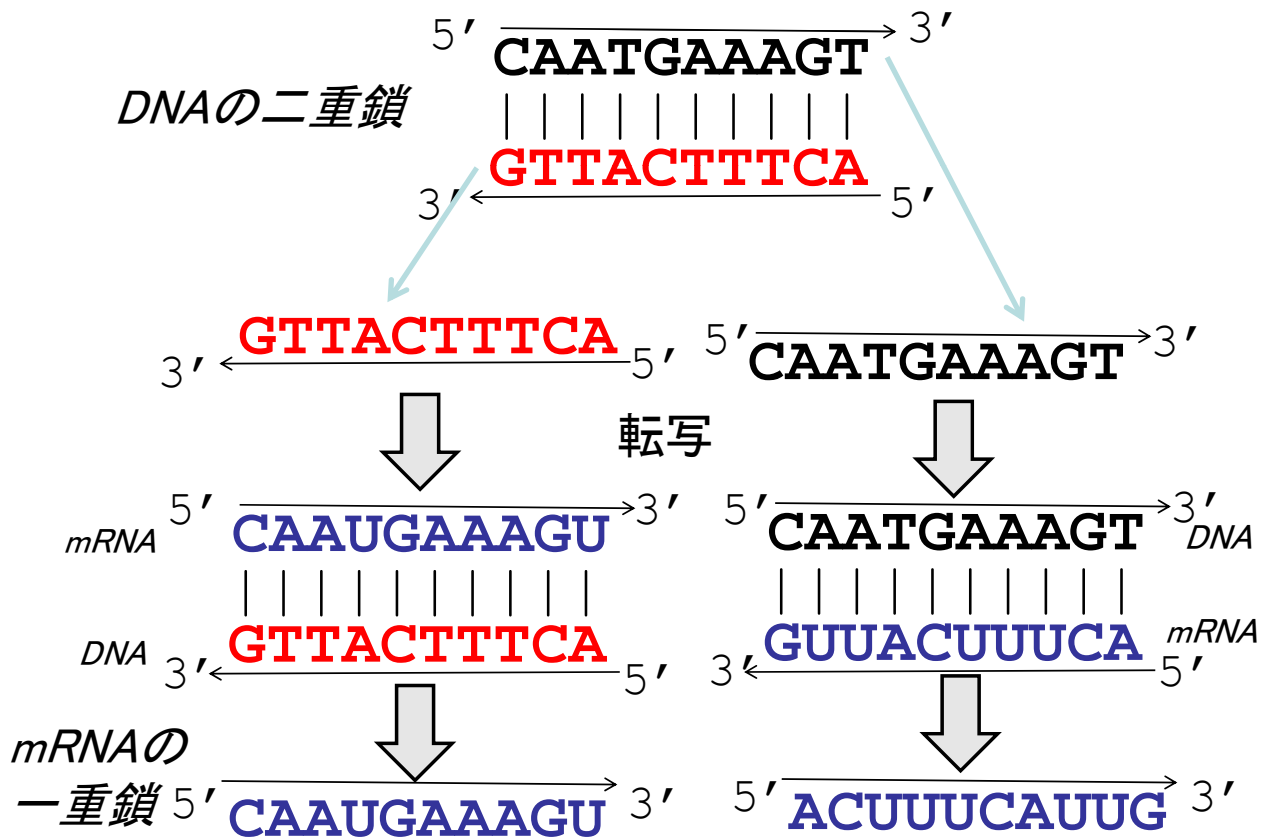 5′ 3′
CAATGAAAGT
DNAの二重鎖
GTTACTTTCA
3′ 5′
GTTACTTTCA
3′ 5′
5′ 3′
CAATGAAAGT
転写
5′ 3′
mRNA CAAUGAAAGU
DNA GTTACTTTCA
3′ 5′
5′ 3′
CAATGAAAGT DNA
GUUACUUUCA mRNA
3′ 5′
mRNAの
一重鎖
5′ CAAUGAAAGU 3′
5′ ACUUUCAUUG 3′